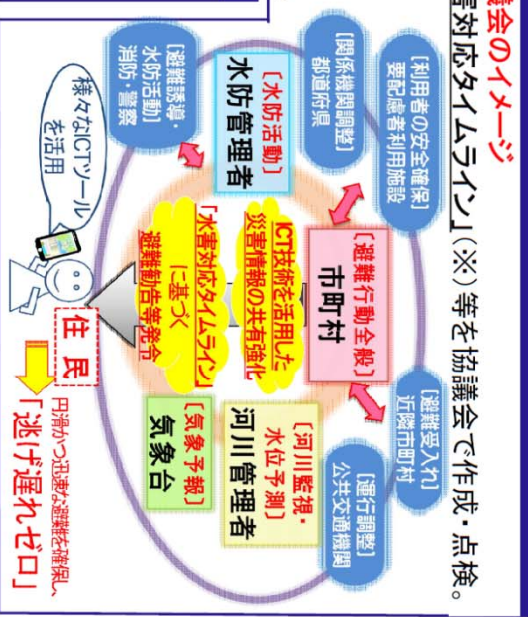 議会のイメージ
害対応タイムライン」(※)等を協議会で作成・点検。
[利用者の安全確保]
要配慮者利用施設
[避難受入れ]
近隣市町村
[関係機関調整]
都道府県
[避難行動全般]
市町村
[運行調整]
公共交通機関
[水防活動]
水防管理者
ICT技術を活用した
災害情報の共有強化
[河川監視・
水位予測]
河川管理者
[避難誘導・
水防活動]
消防・警察
「水害対応タイムライン」
に基づく
避難勧告等発令
[気象予報]
気象台
様々なICTツール
を活用
住民
円滑かつ迅速な避難を確保し、
「逃げ遅れゼロ」